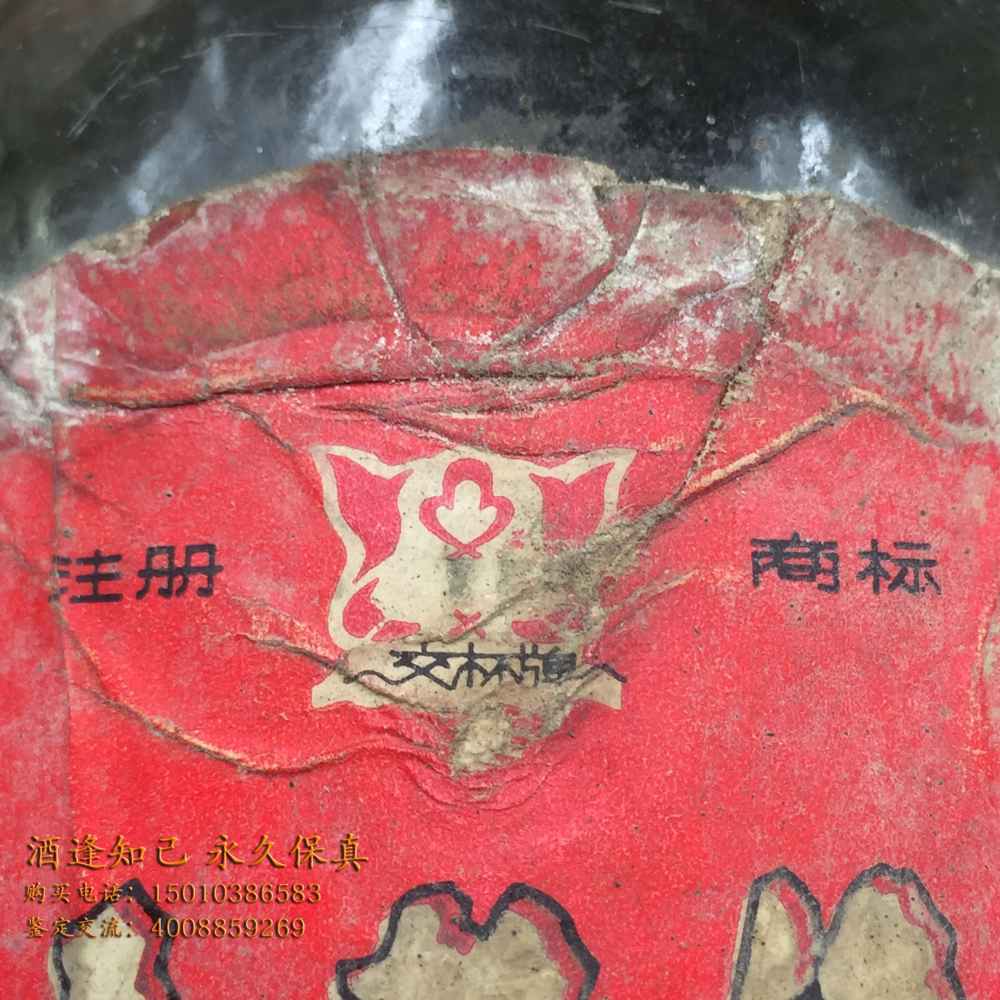 注册 商标
交杯牌
酒逢知己 永久保真
购买电话：15010386583
鉴定交流：4008859269